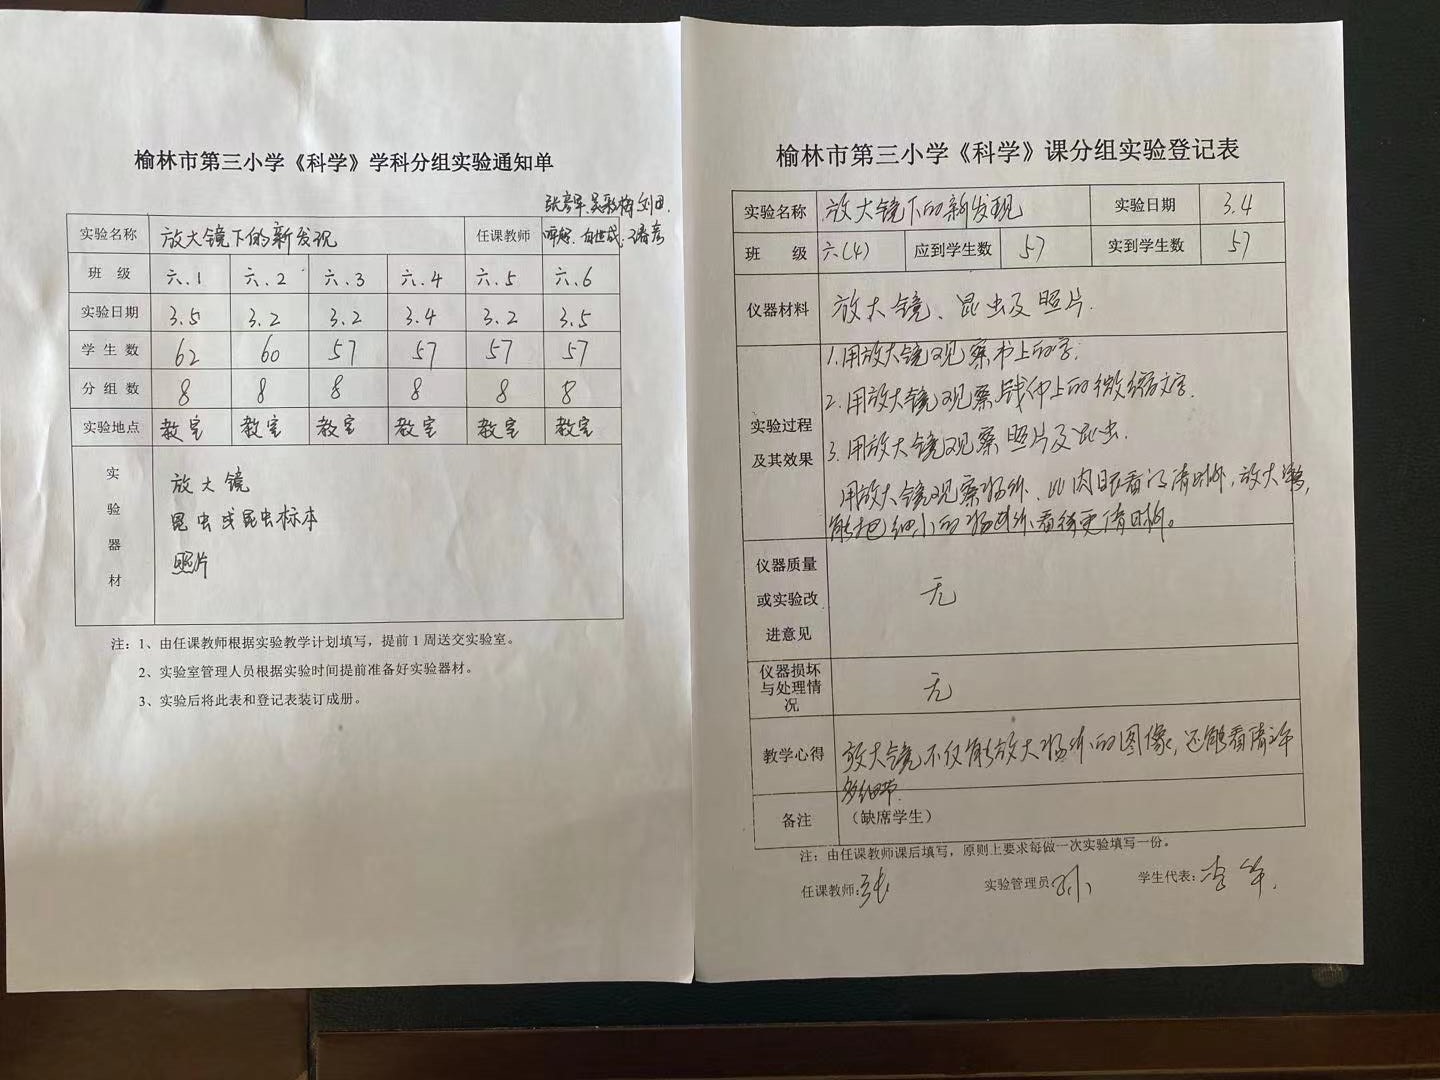 榆林市第三小学《科学》学科分组实验通知单
实验名称 放大镜下的新发现 任课教师
班 级 六.1 六.2 六.3 六.4 六.5 六.6
实验日期 3.5 3.2 3.2 3.4 3.2 3.5
学 生 数 62 60 57 57 57 57
分 组 数 8 8 8 8 8 8
实验地点 教室 教室 教室 教室 教室 教室
实验器材
放大镜
昆虫或昆虫标本
照片
注：1、由任课教师根据实验教学计划填写，提前1周送交实验室。
2、实验室管理人员根据实验时间提前准备好实验器材。
3、实验后将此表和登记表装订成册。
榆林市第三小学《科学》课分组实验登记表
实验名称 放大镜下的新发现 实验日期 3.4
班 级 六(4) 应到学生数 57 实到学生数 57
仪器材料 放大镜、昆虫及照片.
实验过程及其效果
1.用放大镜观察书上的字.
2.用放大镜观察钱币上的微缩文字.
3.用放大镜观察照片及昆虫.
用放大镜观察物体、比肉眼看了清晰,放大镜,
能把细小的物体看得更清晰。
仪器质量或实验改进意见 无
仪器损坏与处理情况 无
教学心得 放大镜不仅能放大物体的图像,还能看清许
多细节.
备注 （缺席学生）
注：由任课教师课后填写，原则上要求每做一次实验填写一份。
任课教师：张 实验管理员： 学生代表：